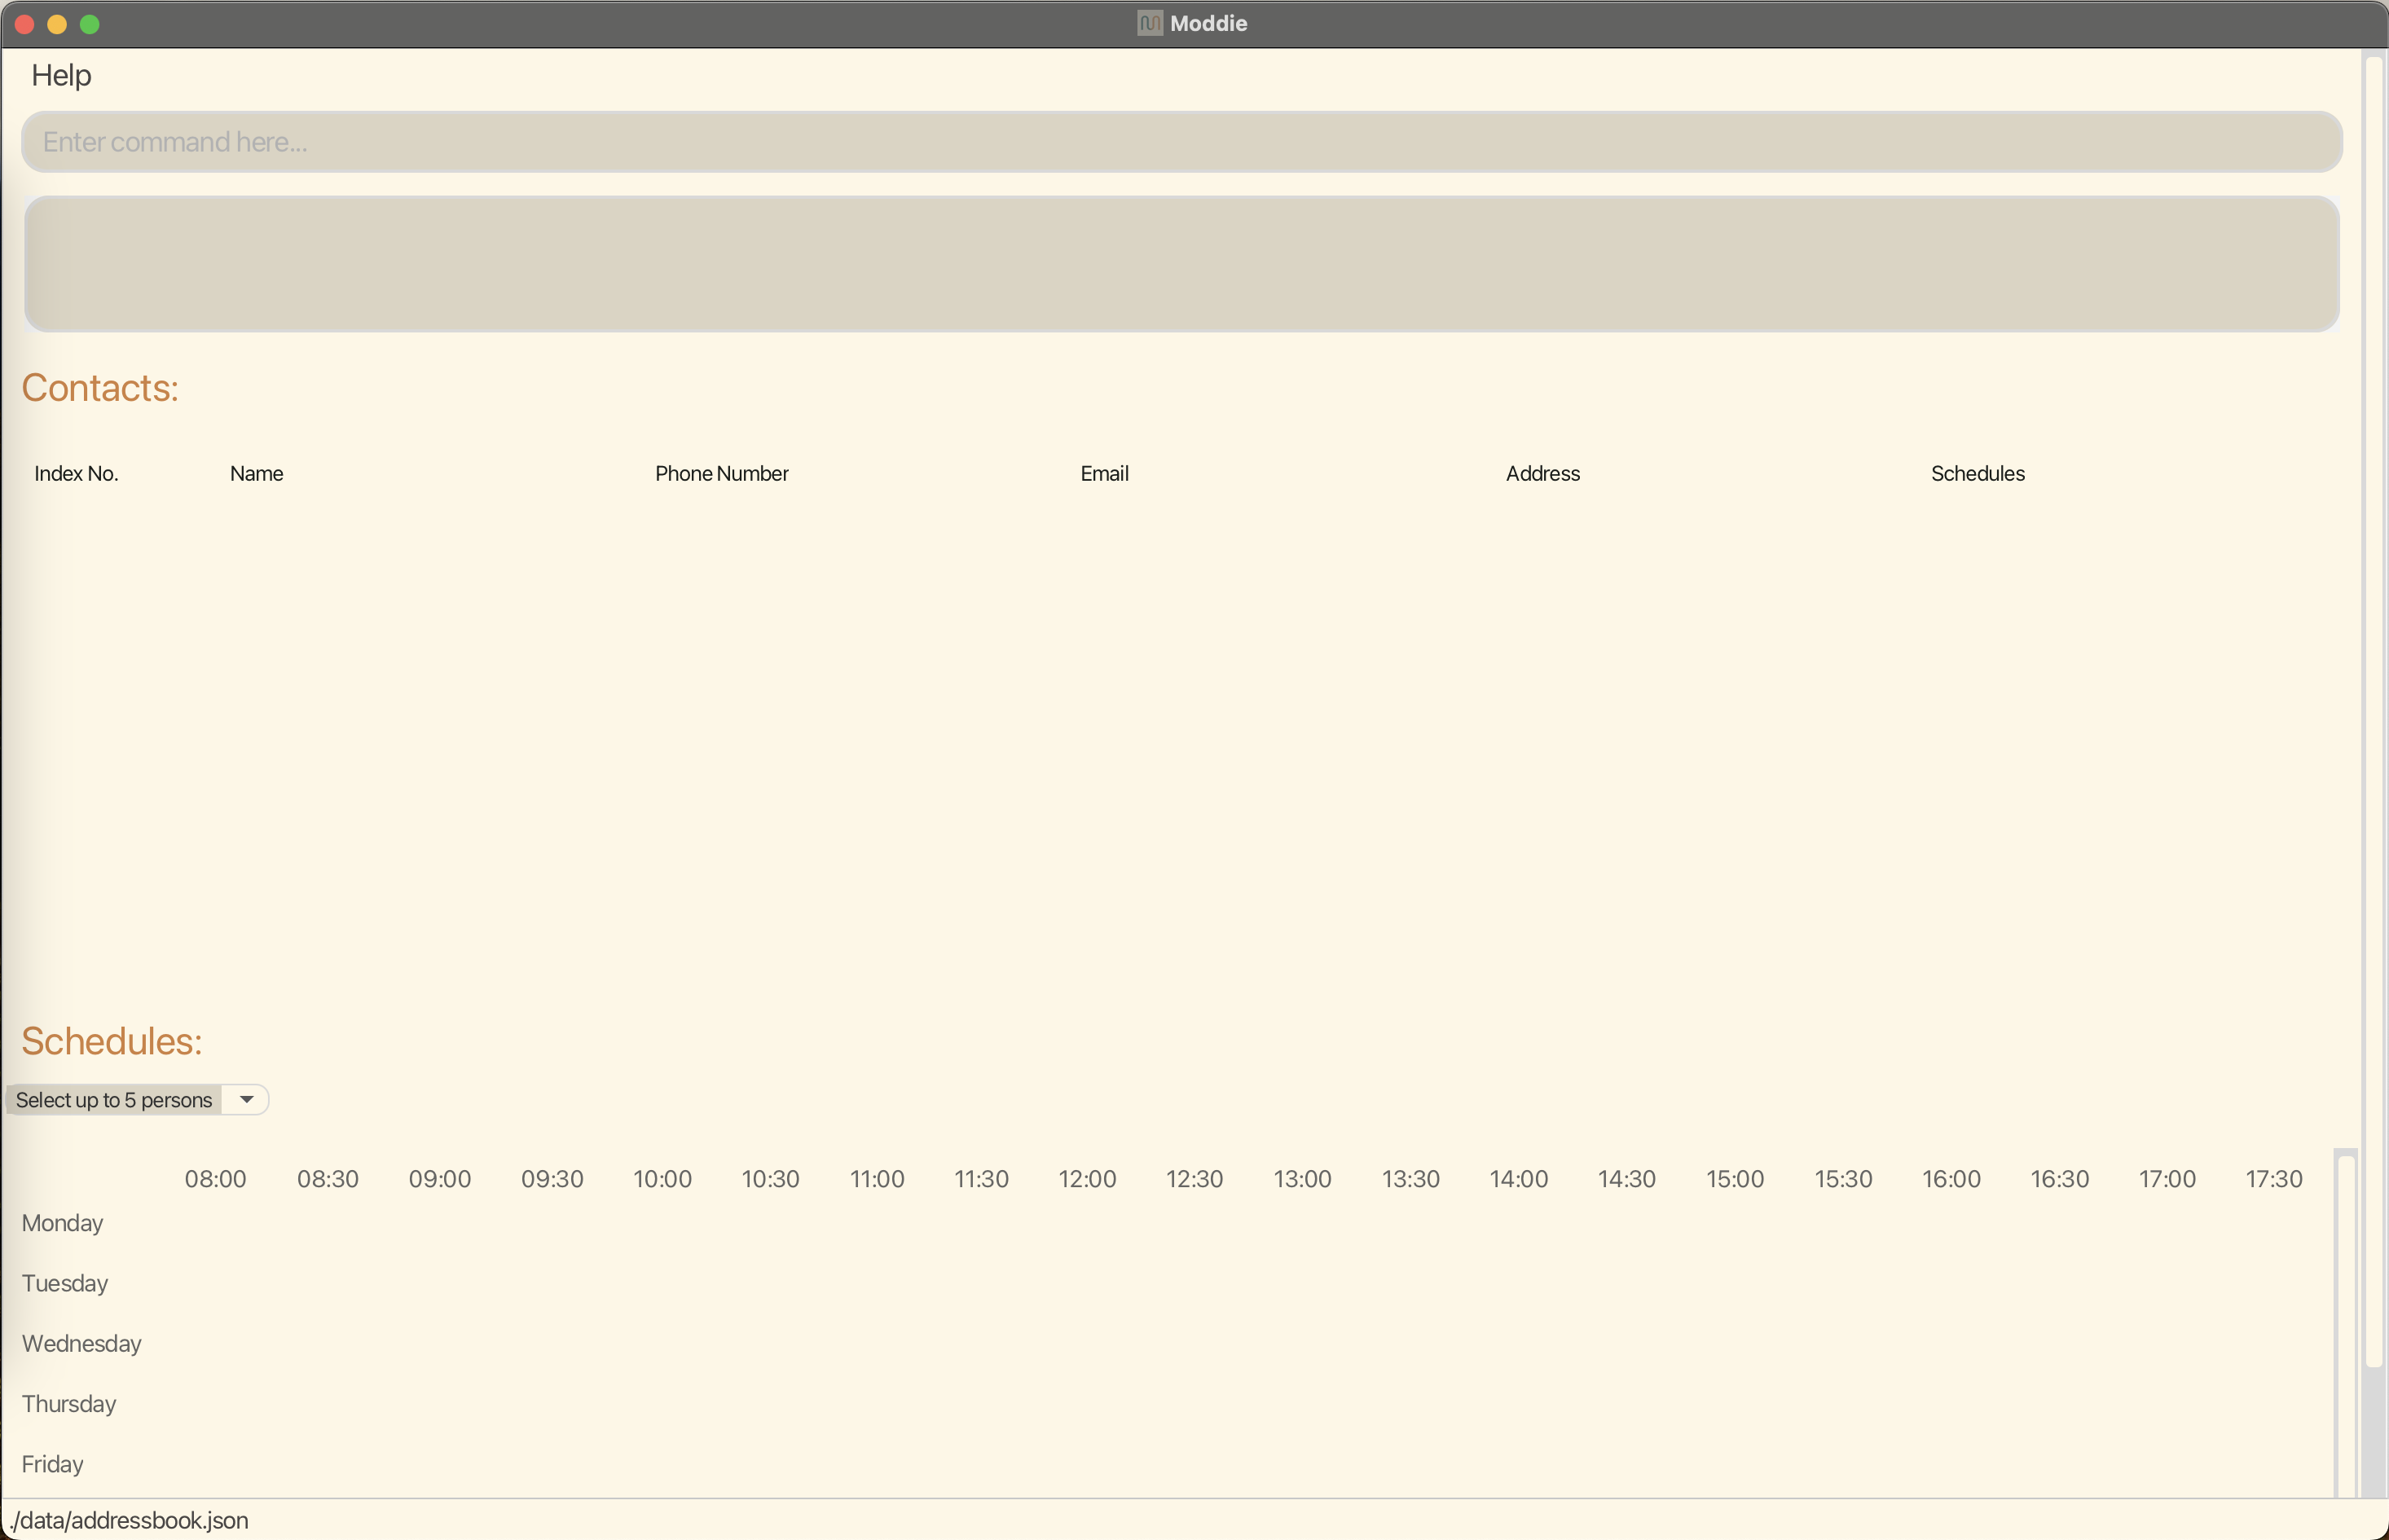 Moddie
Help
Enter command here...
Contacts:
Index No. Name Phone Number Email Address Schedules
Schedules:
Select up to 5 persons
08:00 08:30 09:00 09:30 10:00 10:30 11:00 11:30 12:00 12:30 13:00 13:30 14:00 14:30 15:00 15:30 16:00 16:30 17:00 17:30
Monday
Tuesday
Wednesday
Thursday
Friday
./data/addressbook.json